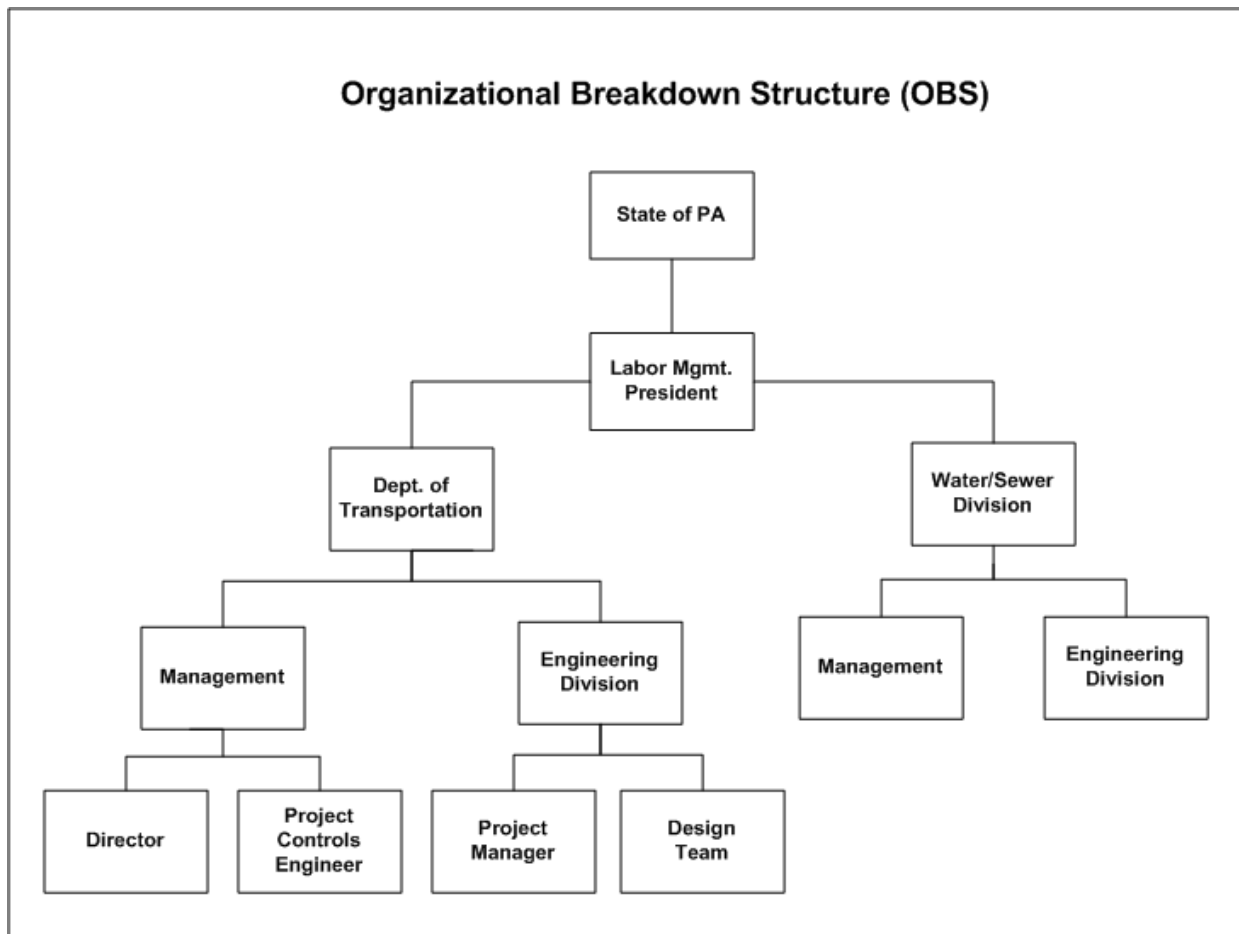 Organizational Breakdown Structure (OBS)
State of PA
Labor Mgmt.
President
Dept. of
Transportation
Water/Sewer
Division
Management
Engineering
Division
Management
Engineering
Division
Director
Project
Controls
Engineer
Project
Manager
Design
Team